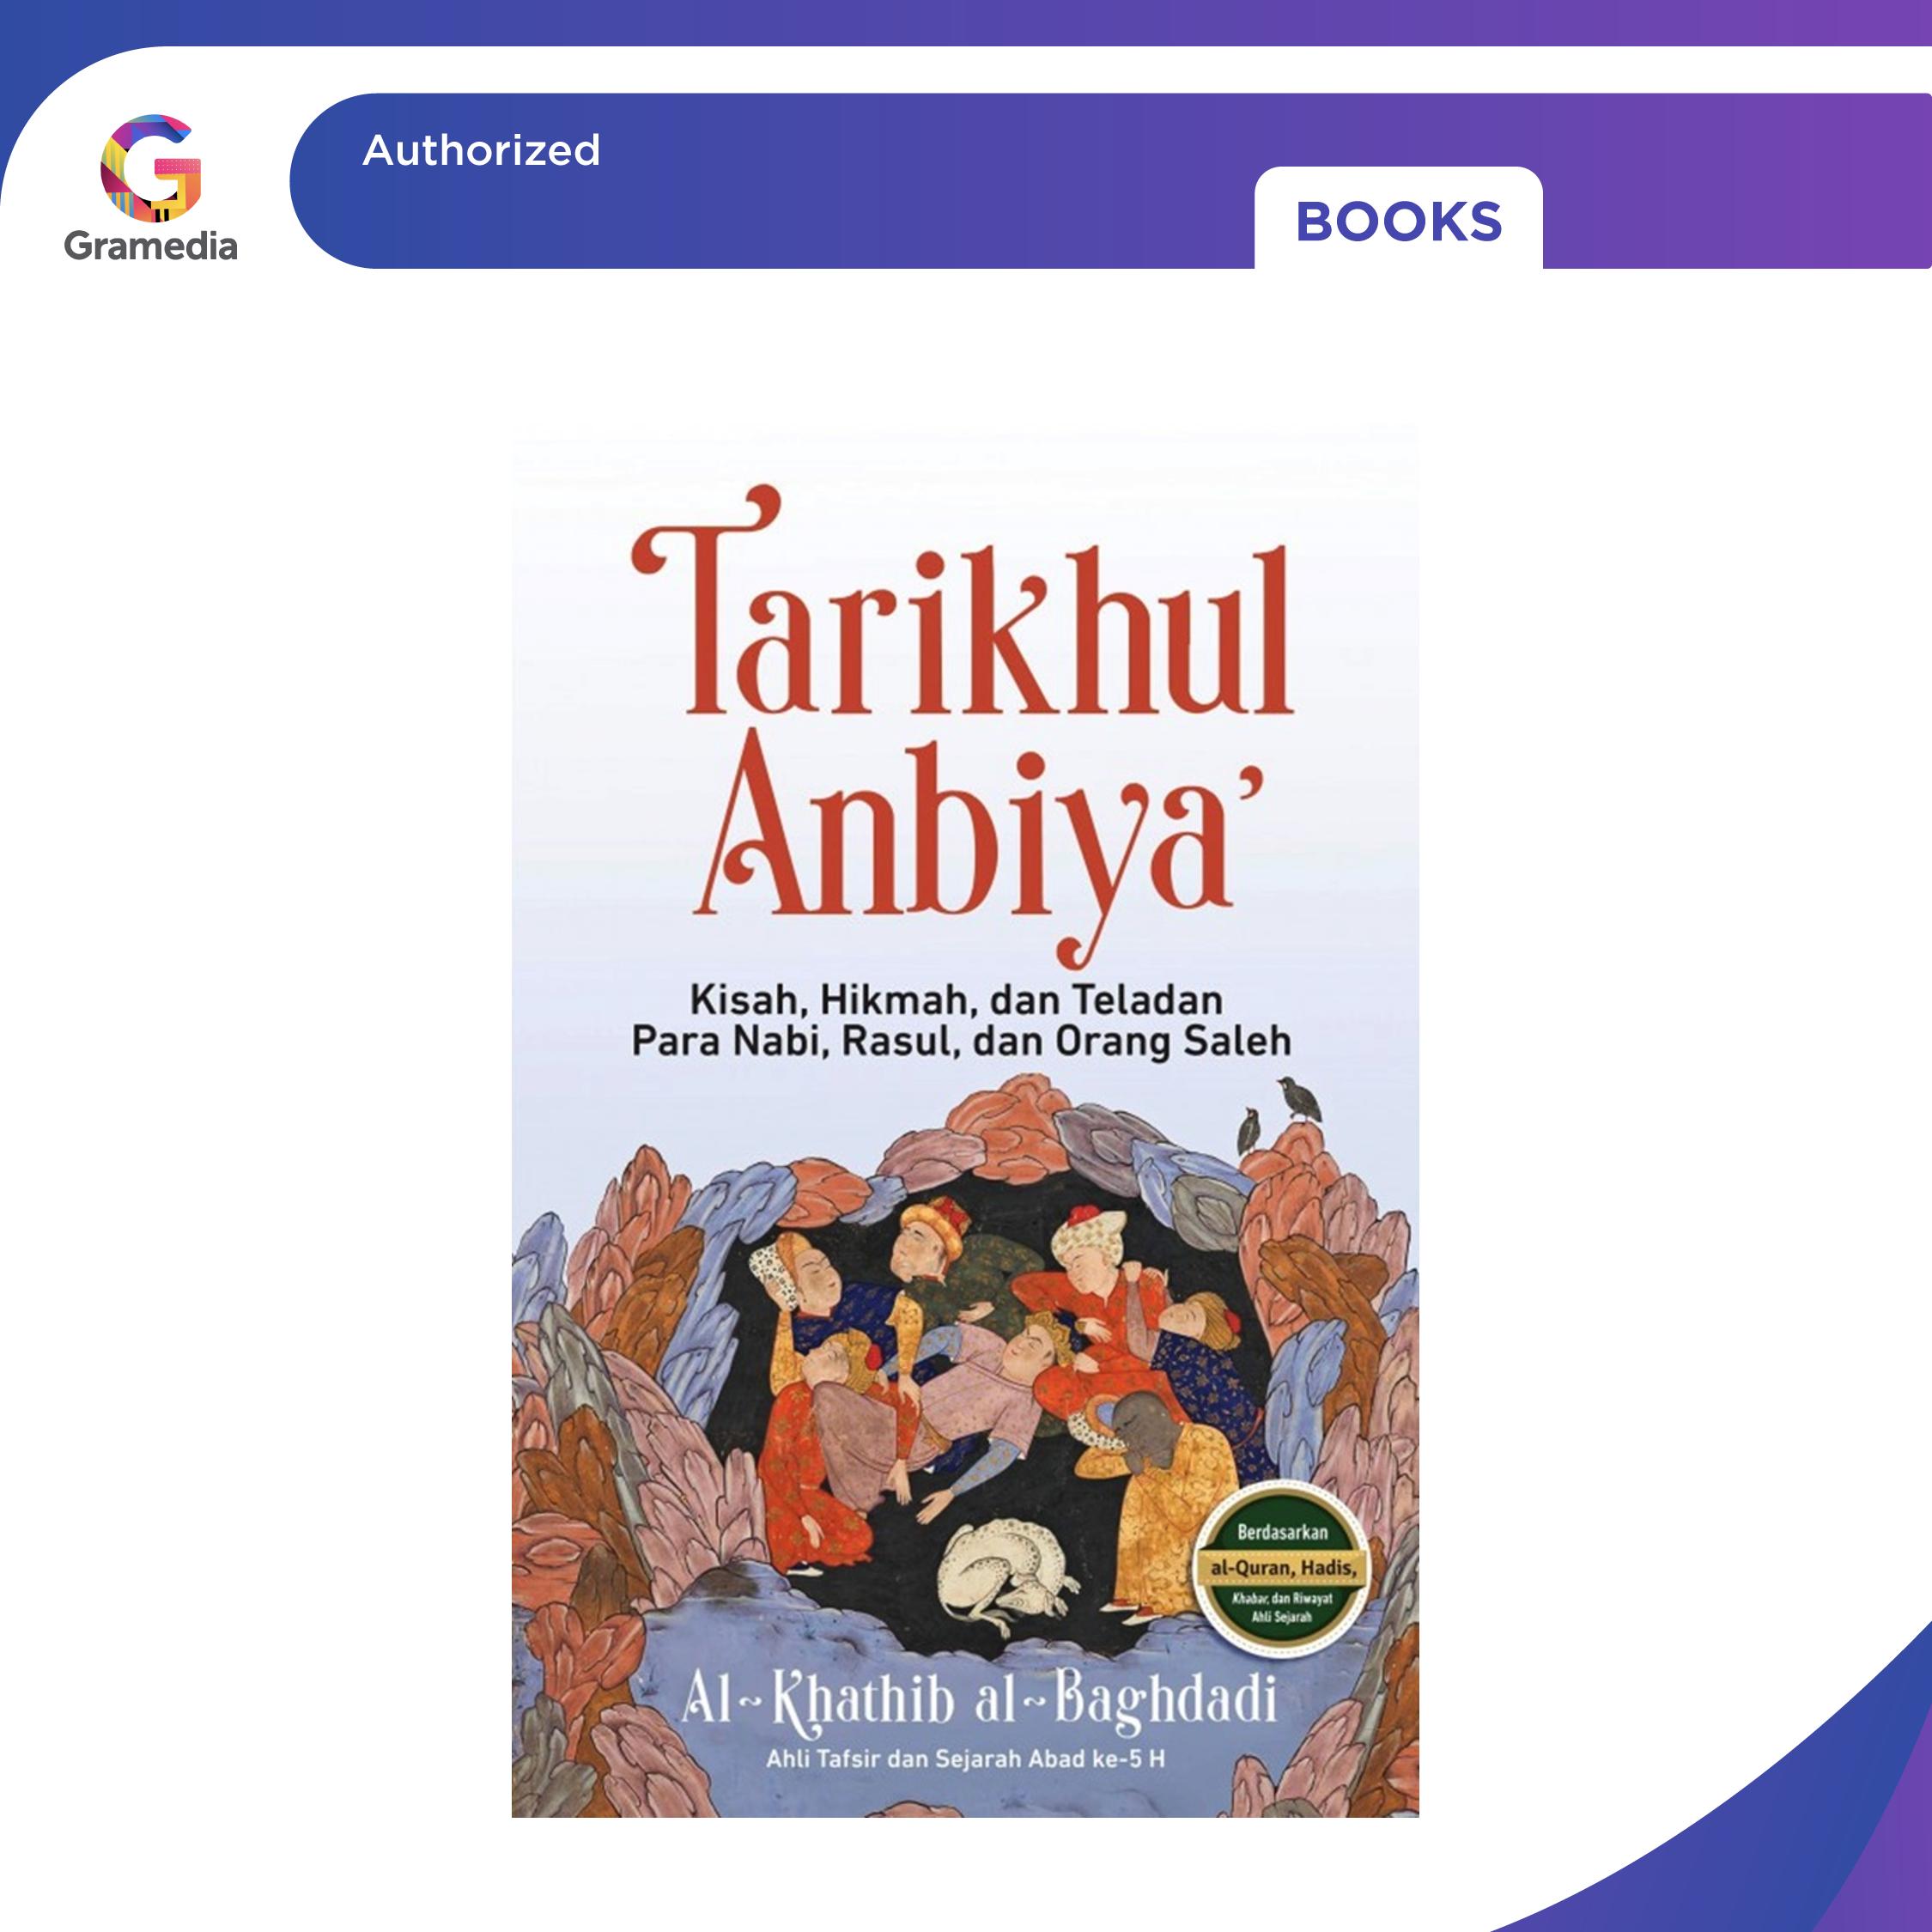 Gramedia
Authorized
BOOKS
Tarikhul
Anbiya'
Kisah, Hikmah, dan Teladan
Para Nabi, Rasul, dan Orang Saleh
Berdasarkan
al-Quran, Hadis,
Khabar, dan Riwayat
Ahli Sejarah
Al-Khathib al-Baghdadi
Ahli Tafsir dan Sejarah Abad ke-5 H